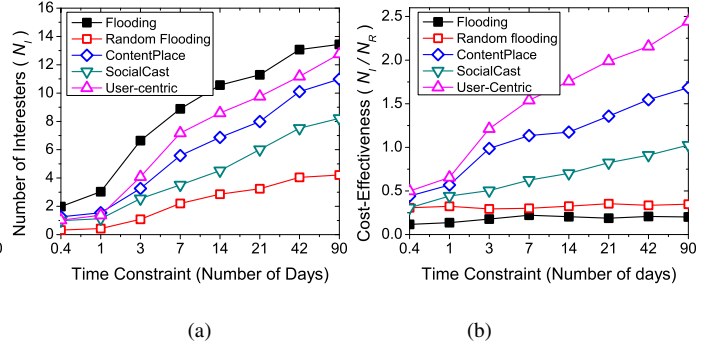 16
14
12
10
8
6
4
2
0
Number of Interesters ( N_I )
Flooding
Random Flooding
ContentPlace
SocialCast
User-centric
0.4 1 3 7 14 21 42 90
Time Constraint (Number of Days)
(a)
0
2.5
2.0
1.5
1.0
0.5
0.0
Cost-Effectiveness ( N_I / N_R )
Flooding
Random flooding
ContentPlace
SocialCast
User-Centric
0.4 1 3 7 14 21 42 90
Time Constraint (Number of days)
(b)